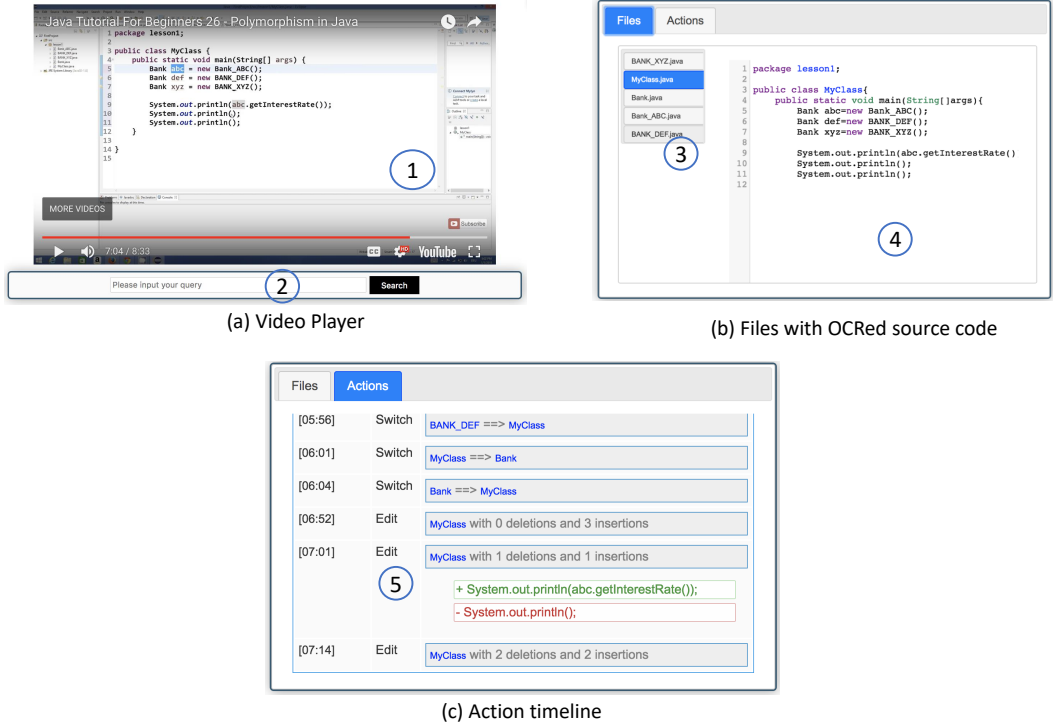 Java Tutorial For Beginners 26 - Polymorphism in Java
1 package lesson1;
2
3 public class MyClass {
4 public static void main(String[] args) {
5 Bank abc = new Bank_ABC();
6 Bank def = new BANK_DEF();
7 Bank xyz = new BANK_XYZ();
8
9 System.out.println(abc.getInterestRate());
10 System.out.println();
11 System.out.println();
12 }
13
14 }
15
1
MORE VIDEOS
Subscribe
7:04 / 8:33
CC
HD
YouTube
Please input your query
2
Search
(a) Video Player
Files
Actions
BANK_XYZ.java
MyClass.java
Bank.java
Bank_ABC.java
BANK_DEF.java
3
1 package lesson1;
2
3 public class MyClass{
4 public static void main(String[]args){
5 Bank abc=new Bank_ABC();
6 Bank def=new BANK_DEF();
7 Bank xyz=new BANK_XYZ();
8
9 System.out.println(abc.getInterestRate()
10 System.out.println();
11 System.out.println();
12
4
(b) Files with OCRed source code
Files
Actions
[05:56] Switch BANK_DEF ==> MyClass
[06:01] Switch MyClass ==> Bank
[06:04] Switch Bank ==> MyClass
[06:52] Edit MyClass with 0 deletions and 3 insertions
[07:01] Edit MyClass with 1 deletions and 1 insertions
5
+ System.out.println(abc.getInterestRate());
- System.out.println();
[07:14] Edit MyClass with 2 deletions and 2 insertions
(c) Action timeline